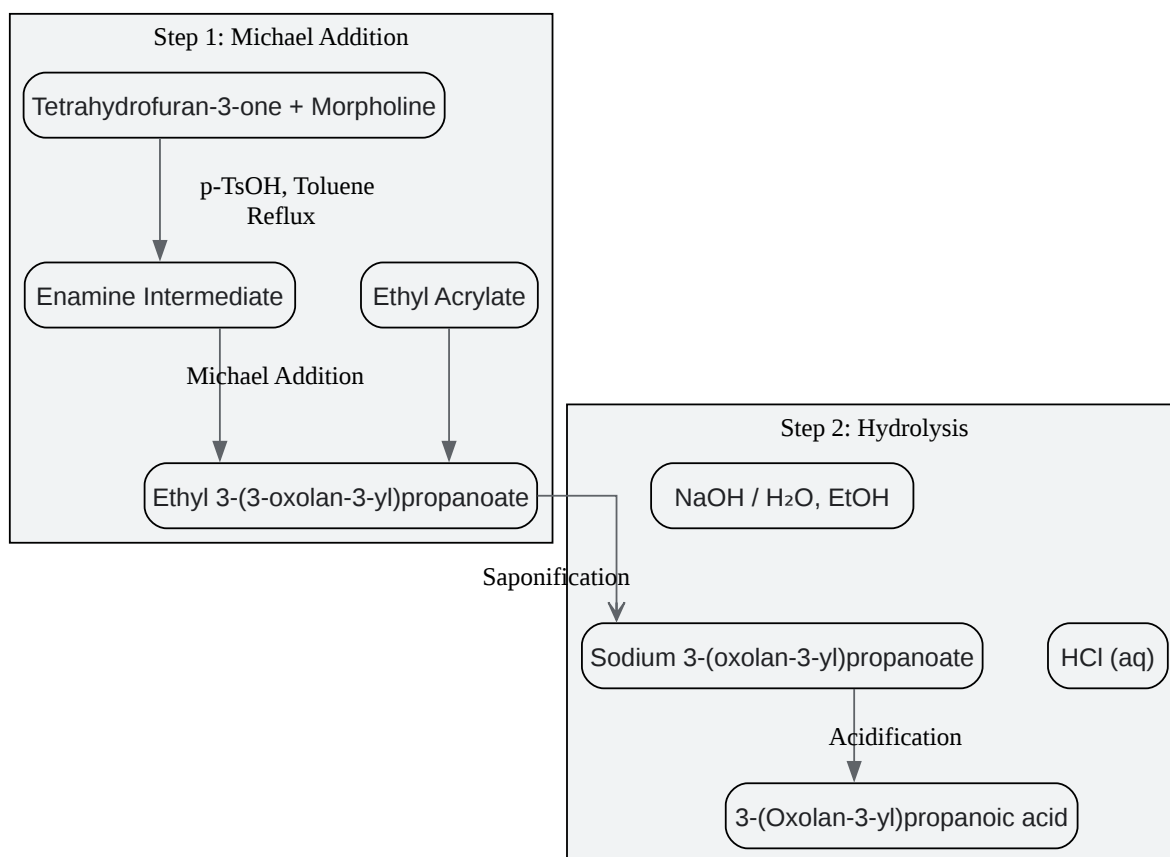 Step 1: Michael Addition
Tetrahydrofuran-3-one + Morpholine
p-TsOH, Toluene
Reflux
Enamine Intermediate
Ethyl Acrylate
Michael Addition
Ethyl 3-(3-oxolan-3-yl)propanoate
Step 2: Hydrolysis
NaOH / H₂O, EtOH
Saponification
Sodium 3-(oxolan-3-yl)propanoate
HCl (aq)
Acidification
3-(Oxolan-3-yl)propanoic acid